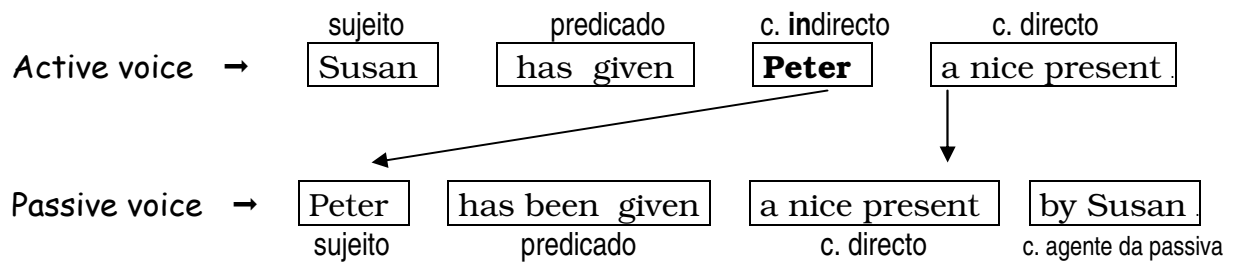 sujeito predicado c. indirecto c. directo
Active voice → Susan has given Peter a nice present .
Passive voice → Peter has been given a nice present by Susan .
sujeito predicado c. directo c. agente da passiva